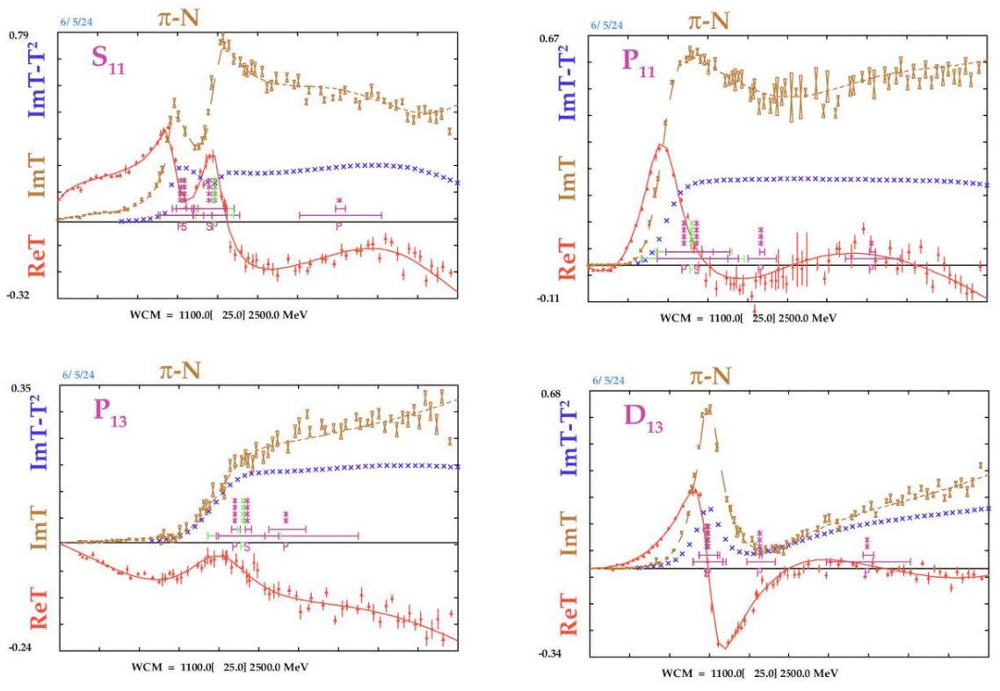 6/ 5/24
π-N
0.79
S₁₁
ImT-T²
ImT
ReT
S
S
P
-0.32
WCM = 1100.0[ 25.0] 2500.0 MeV
6/ 5/24
π-N
0.67
P₁₁
ImT-T²
ImT
ReT
P
S
P
P
-0.11
WCM = 1100.0[ 25.0] 2500.0 MeV
6/ 5/24
π-N
0.35
P₁₃
ImT-T²
ImT
ReT
P
S
P
-0.24
WCM = 1100.0[ 25.0] 2500.0 MeV
6/ 5/24
π-N
0.68
D₁₃
ImT-T²
ImT
ReT
P
P
-0.34
WCM = 1100.0[ 25.0] 2500.0 MeV